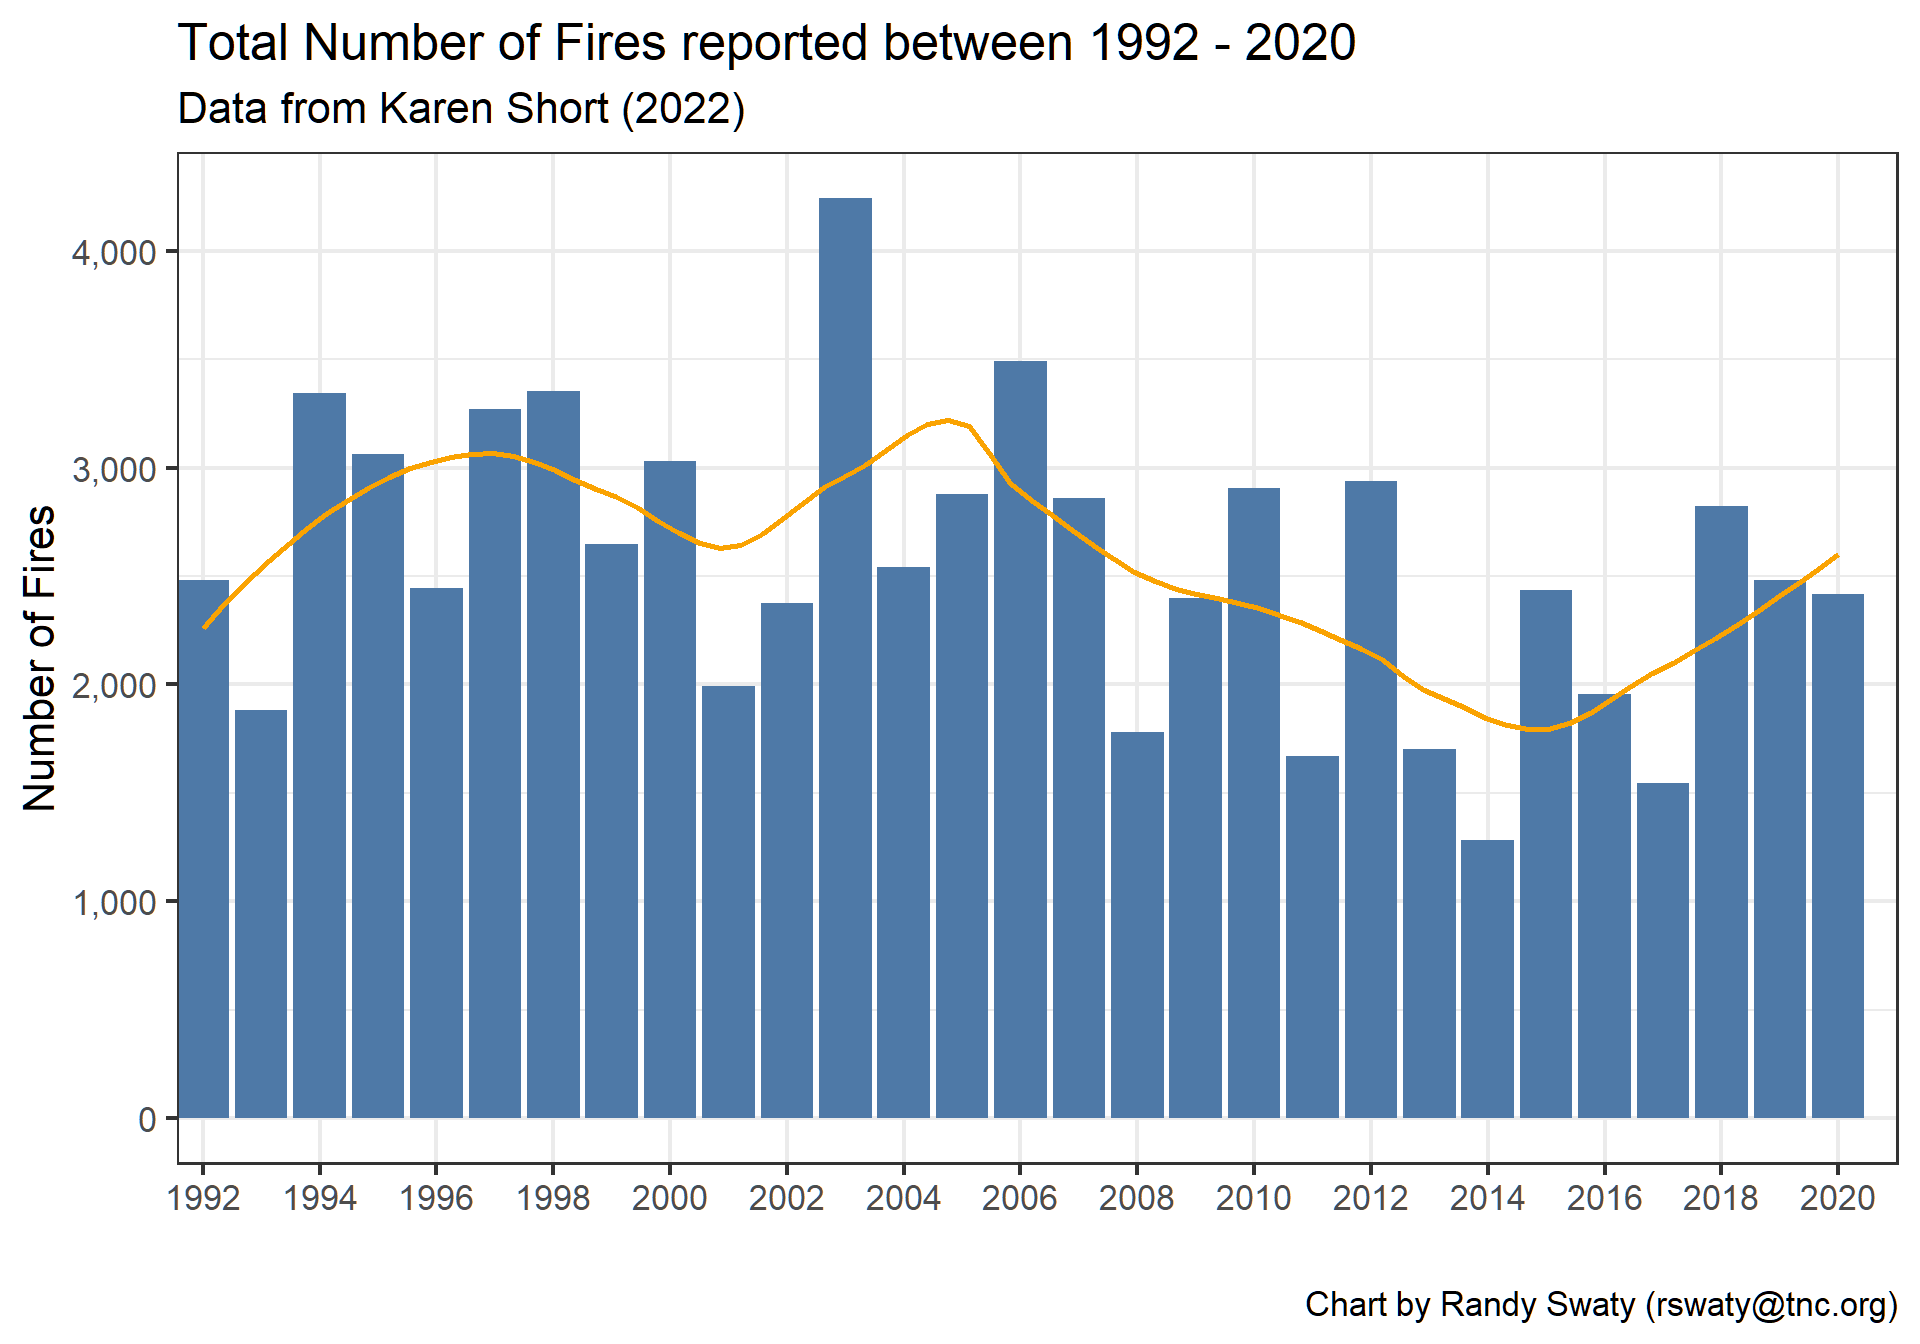 Total Number of Fires reported between 1992 - 2020
Data from Karen Short (2022)
Number of Fires
4,000
3,000
2,000
1,000
0
1992 1994 1996 1998 2000 2002 2004 2006 2008 2010 2012 2014 2016 2018 2020
Chart by Randy Swaty (rswaty@tnc.org)